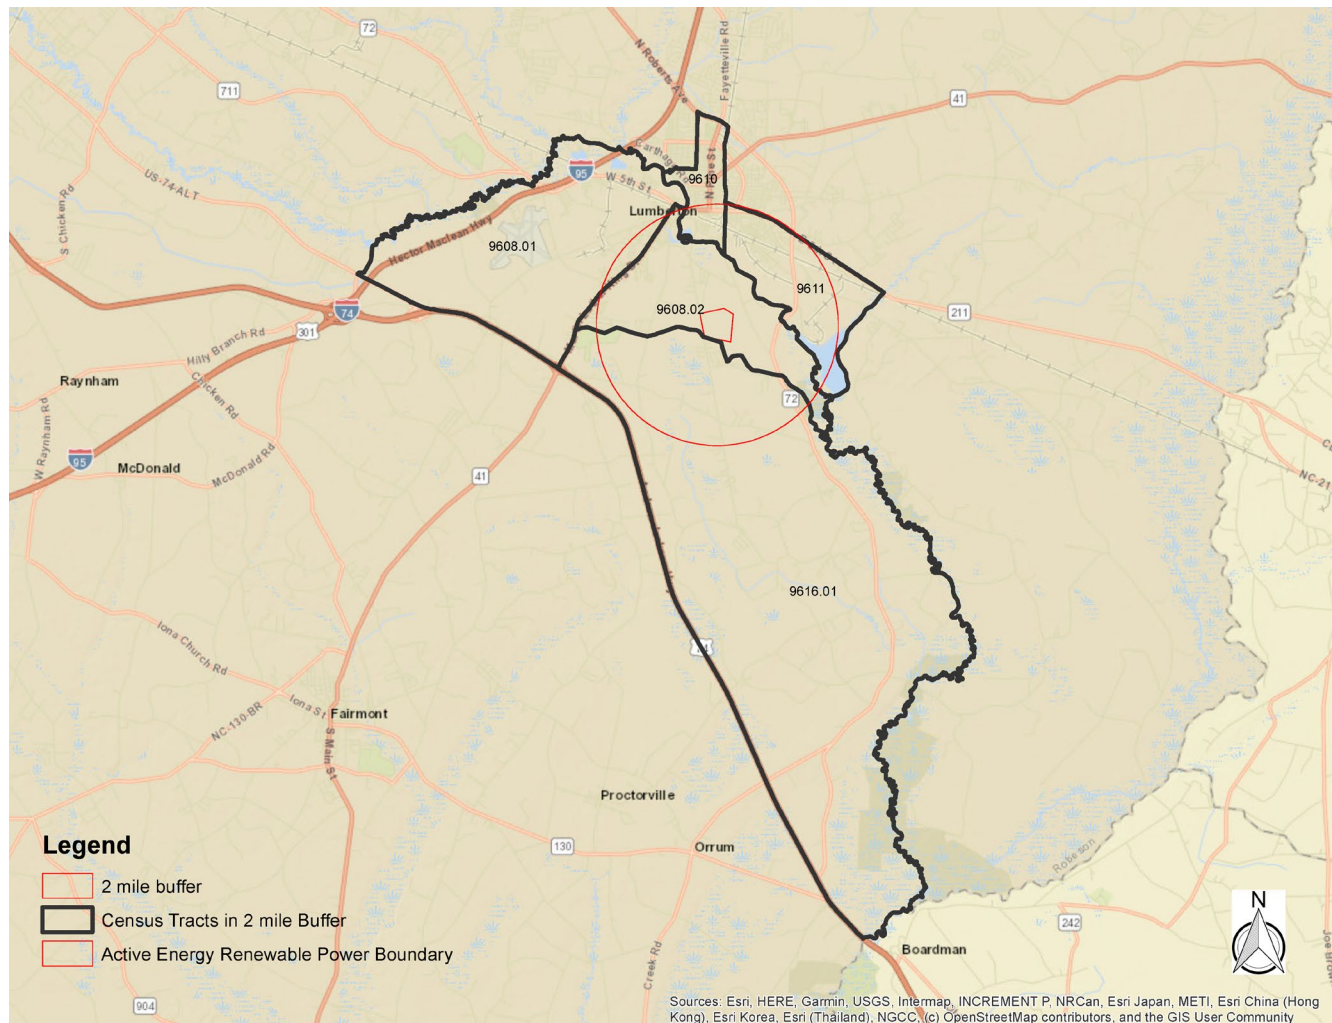 72
Fayetteville Rd
N Roberts Ave
711
41
Carthage Rd
95
W 5th St
9610
N Pine St
US-74-ALT
S Chicken Rd
Lumberton
Hector Maclean Hwy
9608.01
9611
9608.02
74
301
211
Hilly Branch Rd
Raynham
Chicken Rd
72
W Raynham Rd
McDonald Rd
95
McDonald
41
NC-21
9616.01
74
Iona Church Rd
Iona St
Fairmont
NC-130-BR
S Main St
Proctorville
130
Orrum
Robeson
Legend
2 mile buffer
Census Tracts in 2 mile Buffer
Active Energy Renewable Power Boundary
N
242
Boardman
Creek Rd
904
Sources: Esri, HERE, Garmin, USGS, Intermap, INCREMENT P, NRCan, Esri Japan, METI, Esri China (Hong
Kong), Esri Korea, Esri (Thailand), NGCC, (c) OpenStreetMap contributors, and the GIS User Community